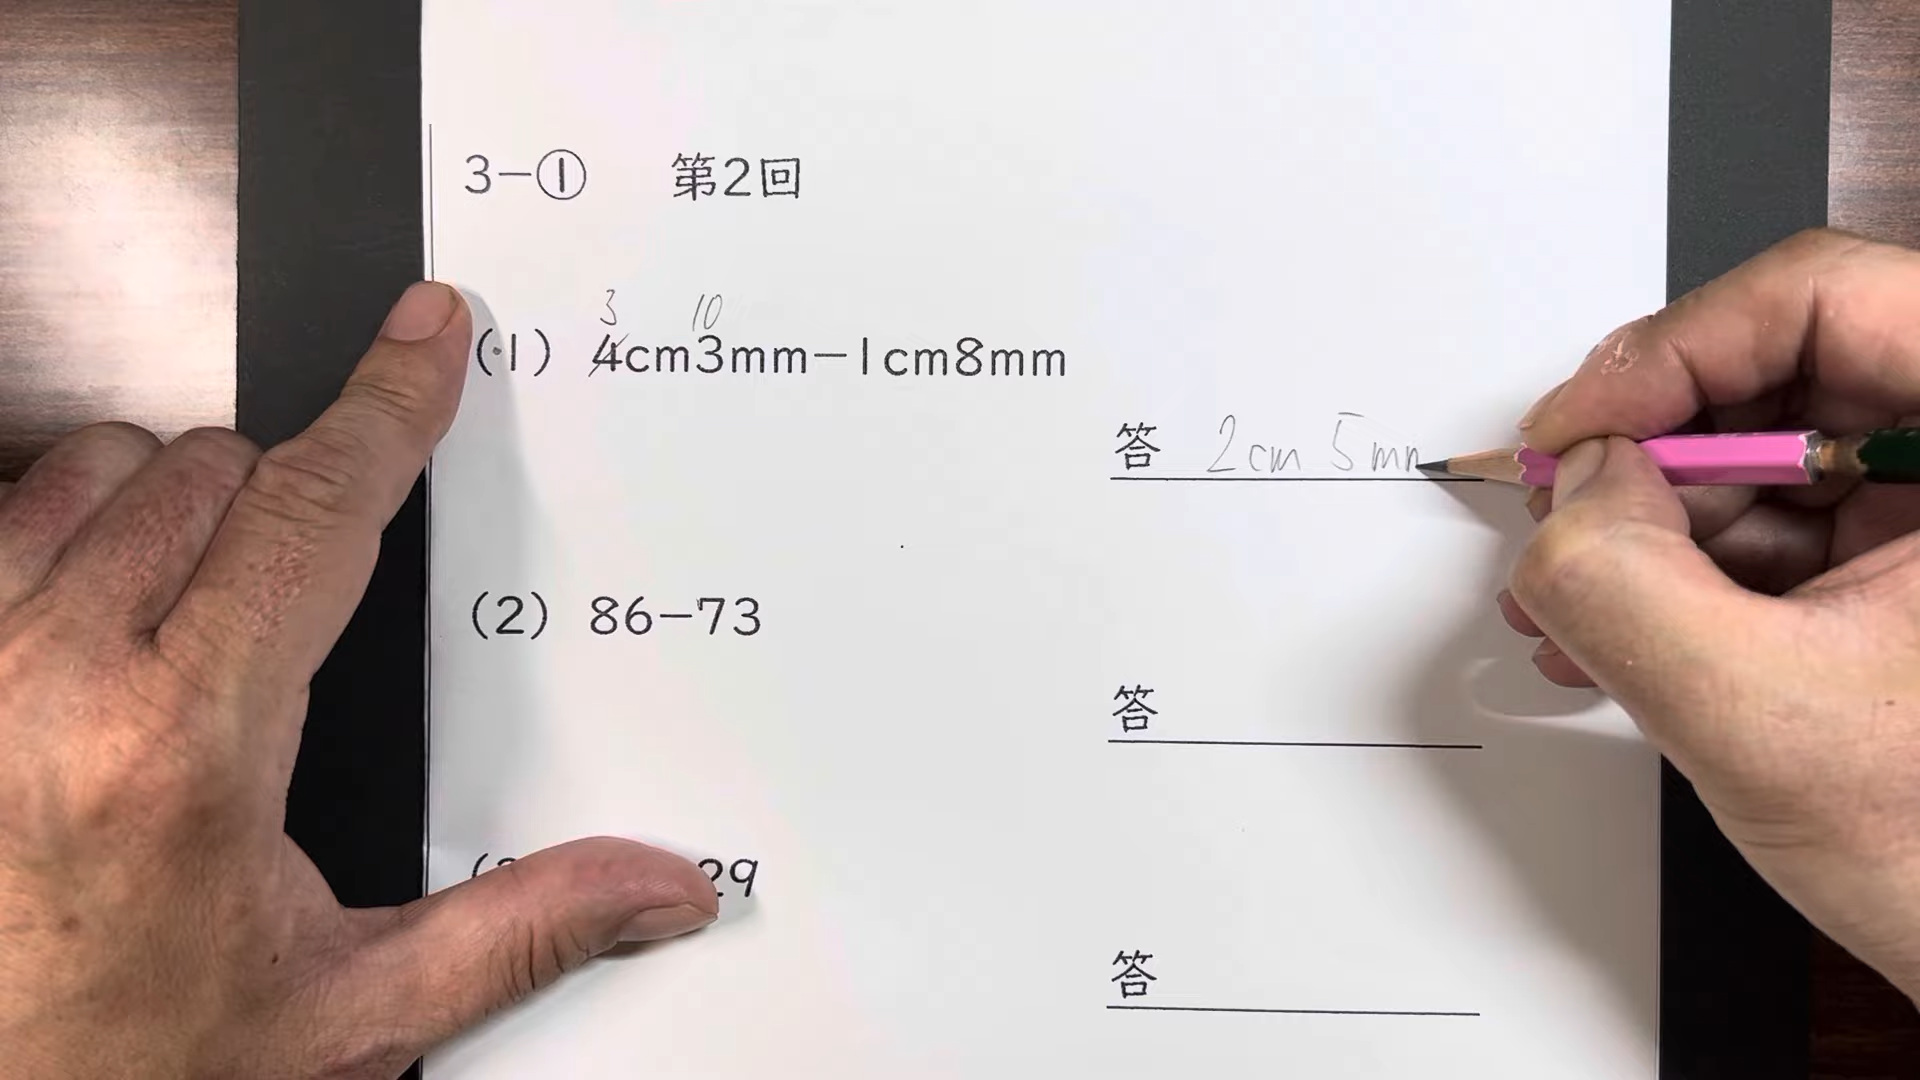 3−① 第2回
3 10
(1) 4cm3mm−1cm8mm
答 2cm 5mm
(2) 86−73
答
29
答